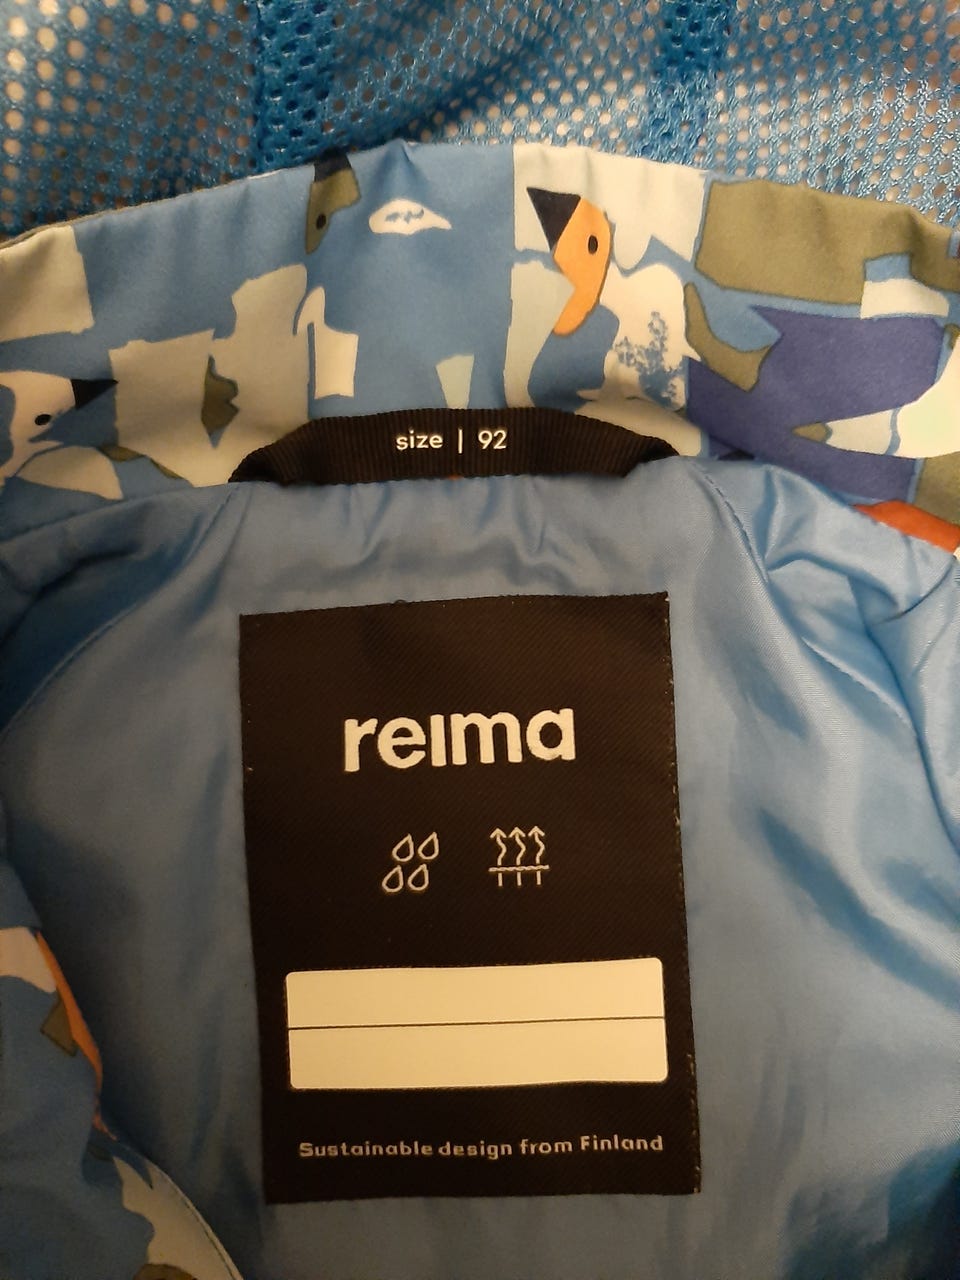 size | 92
reima
Sustainable design from Finland